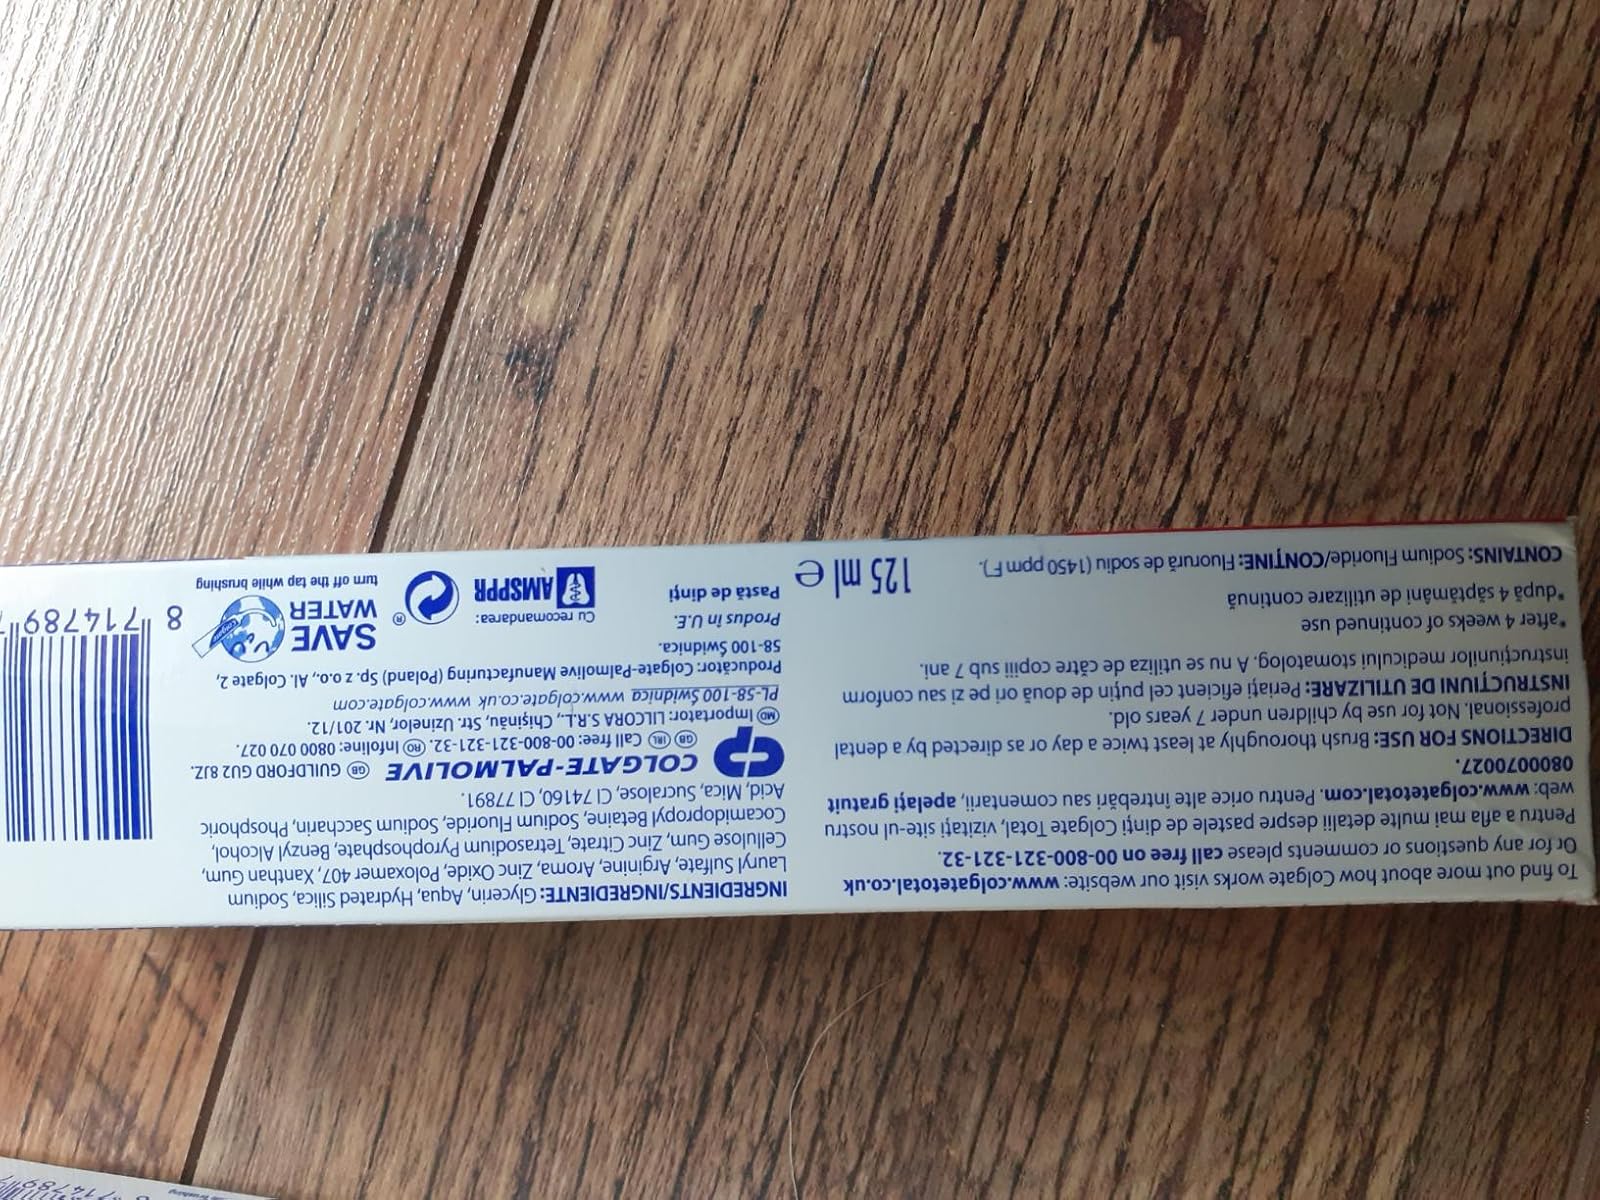 To find out more about how Colgate works visit our website: www.colgatetotal.co.uk
Or for any questions or comments please call free on 00-800-321-321-32.
Pentru a afla mai multe detalii despre pastele de dinți Colgate Total, vizitați site-ul nostru
web: www.colgatetotal.com. Pentru orice alte întrebări sau comentarii, apelați gratuit
0800070027.
DIRECTIONS FOR USE: Brush thoroughly at least twice a day or as directed by a dental
professional. Not for use by children under 7 years old.
INSTRUCȚIUNI DE UTILIZARE: Periați eficient cel puțin de două ori pe zi sau conform
instrucțiunilor medicului stomatolog. A nu se utiliza de către copiii sub 7 ani.
*after 4 weeks of continued use
*după 4 săptămâni de utilizare continuă
CONTAINS: Sodium Fluoride/CONȚINE: Fluorură de sodiu (1450 ppm F⁻).
125 ml e
INGREDIENTS/INGREDIENTE: Glycerin, Aqua, Hydrated Silica, Sodium
Lauryl Sulfate, Arginine, Aroma, Zinc Oxide, Poloxamer 407, Xanthan Gum,
Cellulose Gum, Zinc Citrate, Tetrasodium Pyrophosphate, Benzyl Alcohol,
Cocamidopropyl Betaine, Sodium Fluoride, Sodium Saccharin, Phosphoric
Acid, Mica, Sucralose, CI 74160, CI 77891.
CP COLGATE-PALMOLIVE GB GUILDFORD GU2 8JZ.
GB IRL Call free: 00-800-321-321-32. RO Infoline: 0800 070 027.
MD Importator: LILCORA S.R.L., Chișinău, Str. Uzinelor, Nr. 201/12.
PL-58-100 Świdnica www.colgate.co.uk www.colgate.com
Producător: Colgate-Palmolive Manufacturing (Poland) Sp. z o.o., Al. Colgate 2,
58-100 Świdnica.
Produs in U.E.
Pastă de dinți
Cu recomandarea:
AMSPPR
®
SAVE
WATER
Colgate
turn off the tap while brushing
8 714789
714789